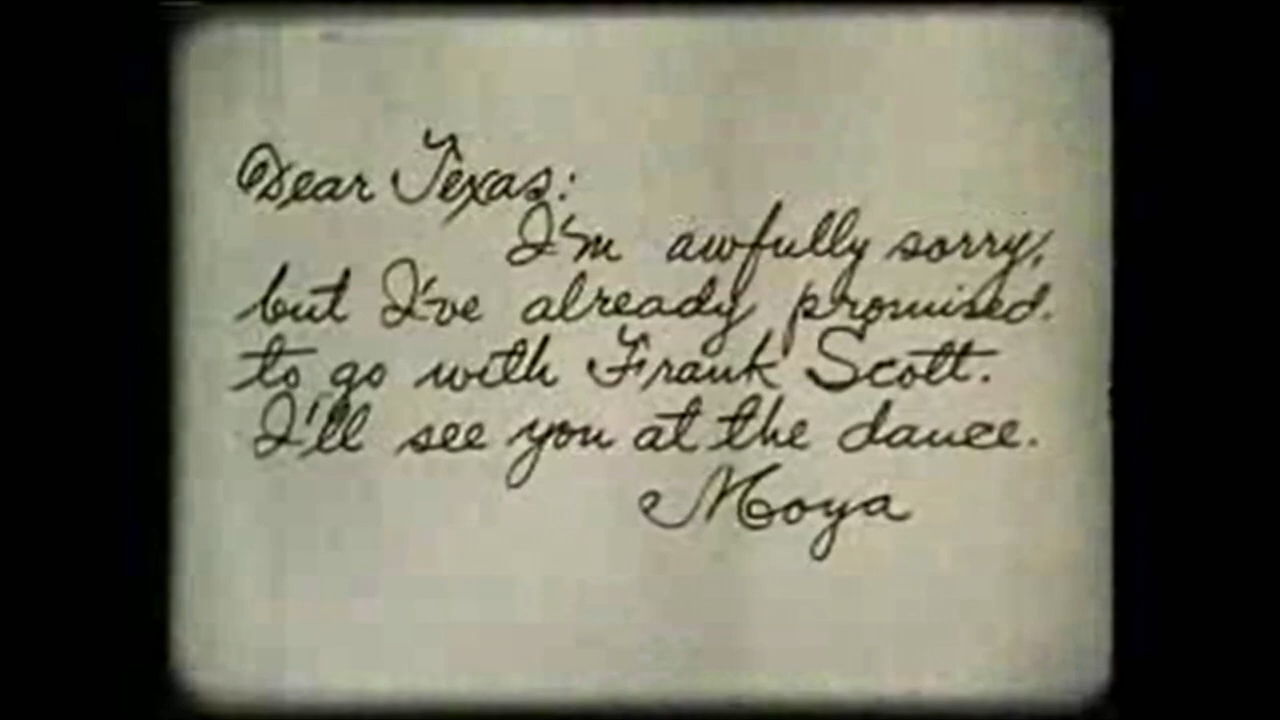 Dear Texas:
I'm awfully sorry,
but I've already promised.
to go with Frank Scott.
I'll see you at the dance.
Moya